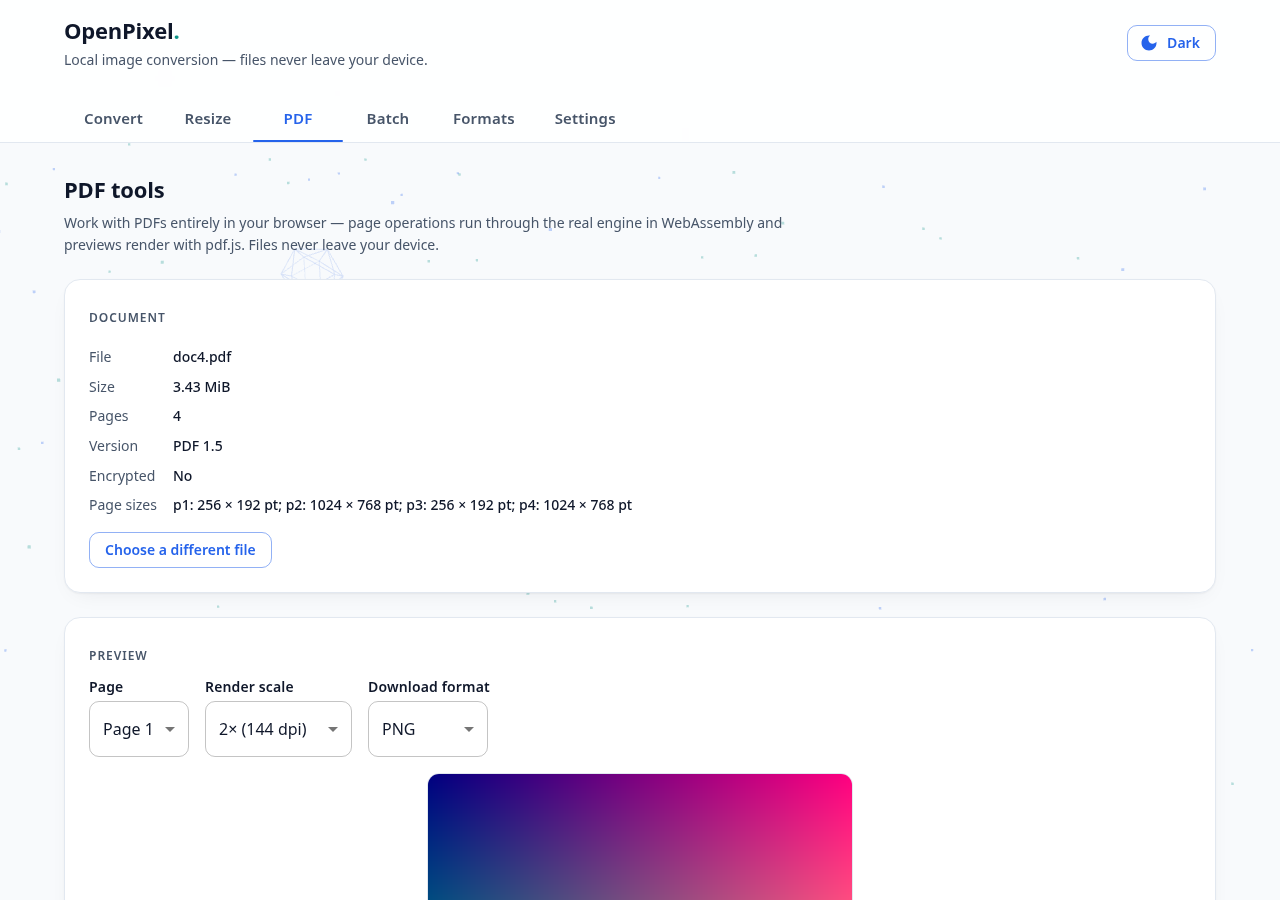 OpenPixel.
Local image conversion — files never leave your device.
Dark
Convert
Resize
PDF
Batch
Formats
Settings
PDF tools
Work with PDFs entirely in your browser — page operations run through the real engine in WebAssembly and
previews render with pdf.js. Files never leave your device.
DOCUMENT
File doc4.pdf
Size 3.43 MiB
Pages 4
Version PDF 1.5
Encrypted No
Page sizes p1: 256 × 192 pt; p2: 1024 × 768 pt; p3: 256 × 192 pt; p4: 1024 × 768 pt
Choose a different file
PREVIEW
Page Render scale Download format
Page 1 2× (144 dpi) PNG